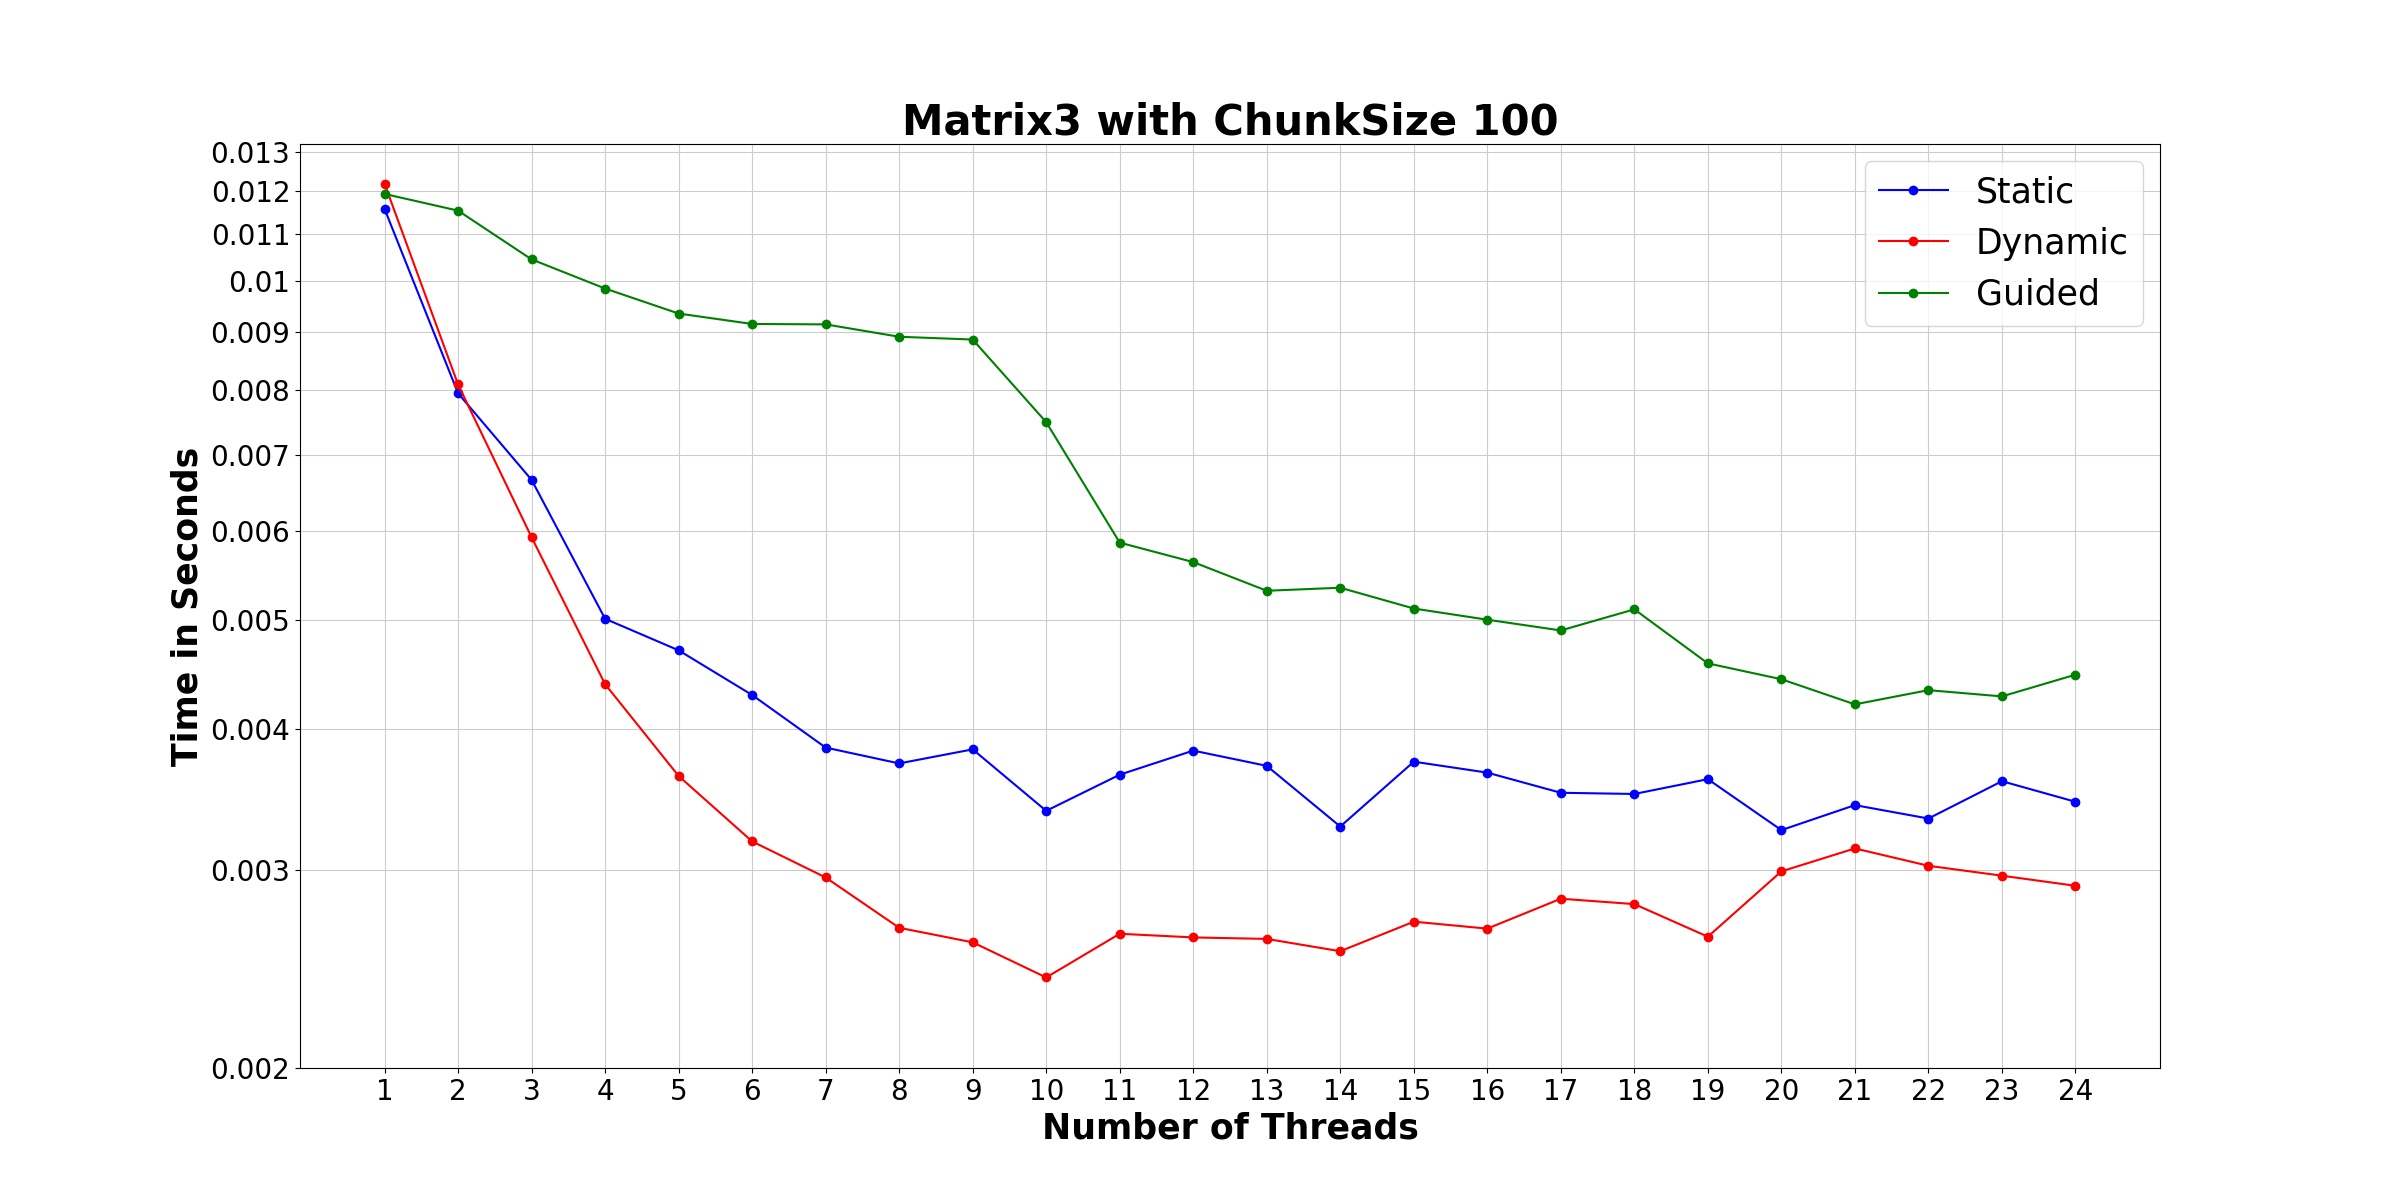 Matrix3 with ChunkSize 100
0.013
0.012
0.011
0.01
0.009
0.008
0.007
0.006
0.005
0.004
0.003
0.002
Time in Seconds
Static
Dynamic
Guided
1 2 3 4 5 6 7 8 9 10 11 12 13 14 15 16 17 18 19 20 21 22 23 24
Number of Threads